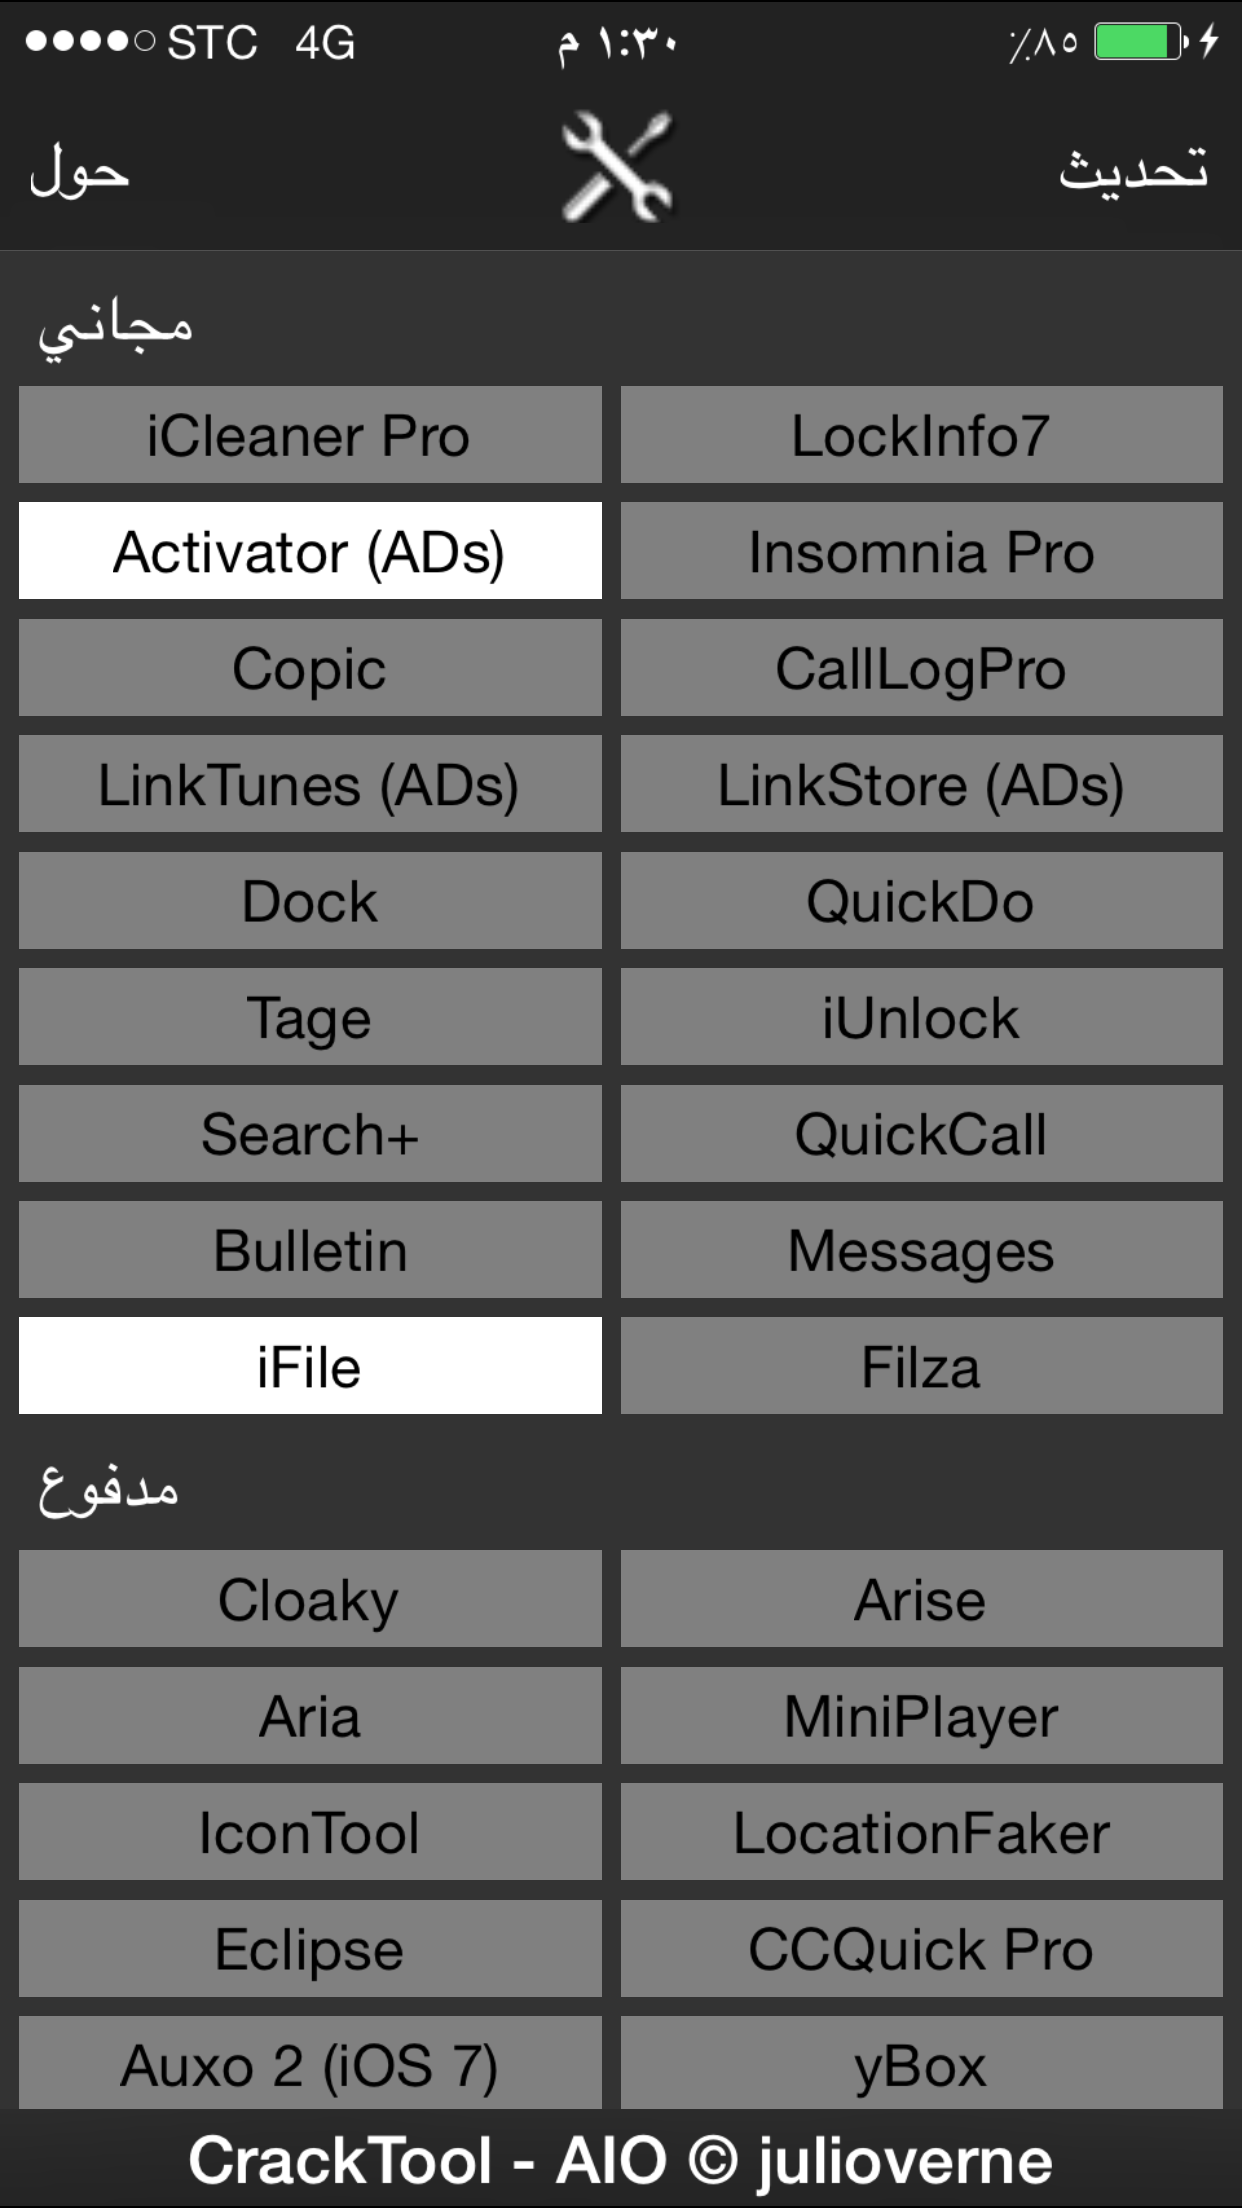 STC 4G ١:٣٠ م ٪٨٥
حول تحديث
مجاني
iCleaner Pro LockInfo7
Activator (ADs) Insomnia Pro
Copic CallLogPro
LinkTunes (ADs) LinkStore (ADs)
Dock QuickDo
Tage iUnlock
Search+ QuickCall
Bulletin Messages
iFile Filza
مدفوع
Cloaky Arise
Aria MiniPlayer
IconTool LocationFaker
Eclipse CCQuick Pro
Auxo 2 (iOS 7) yBox
CrackTool - AIO © julioverne